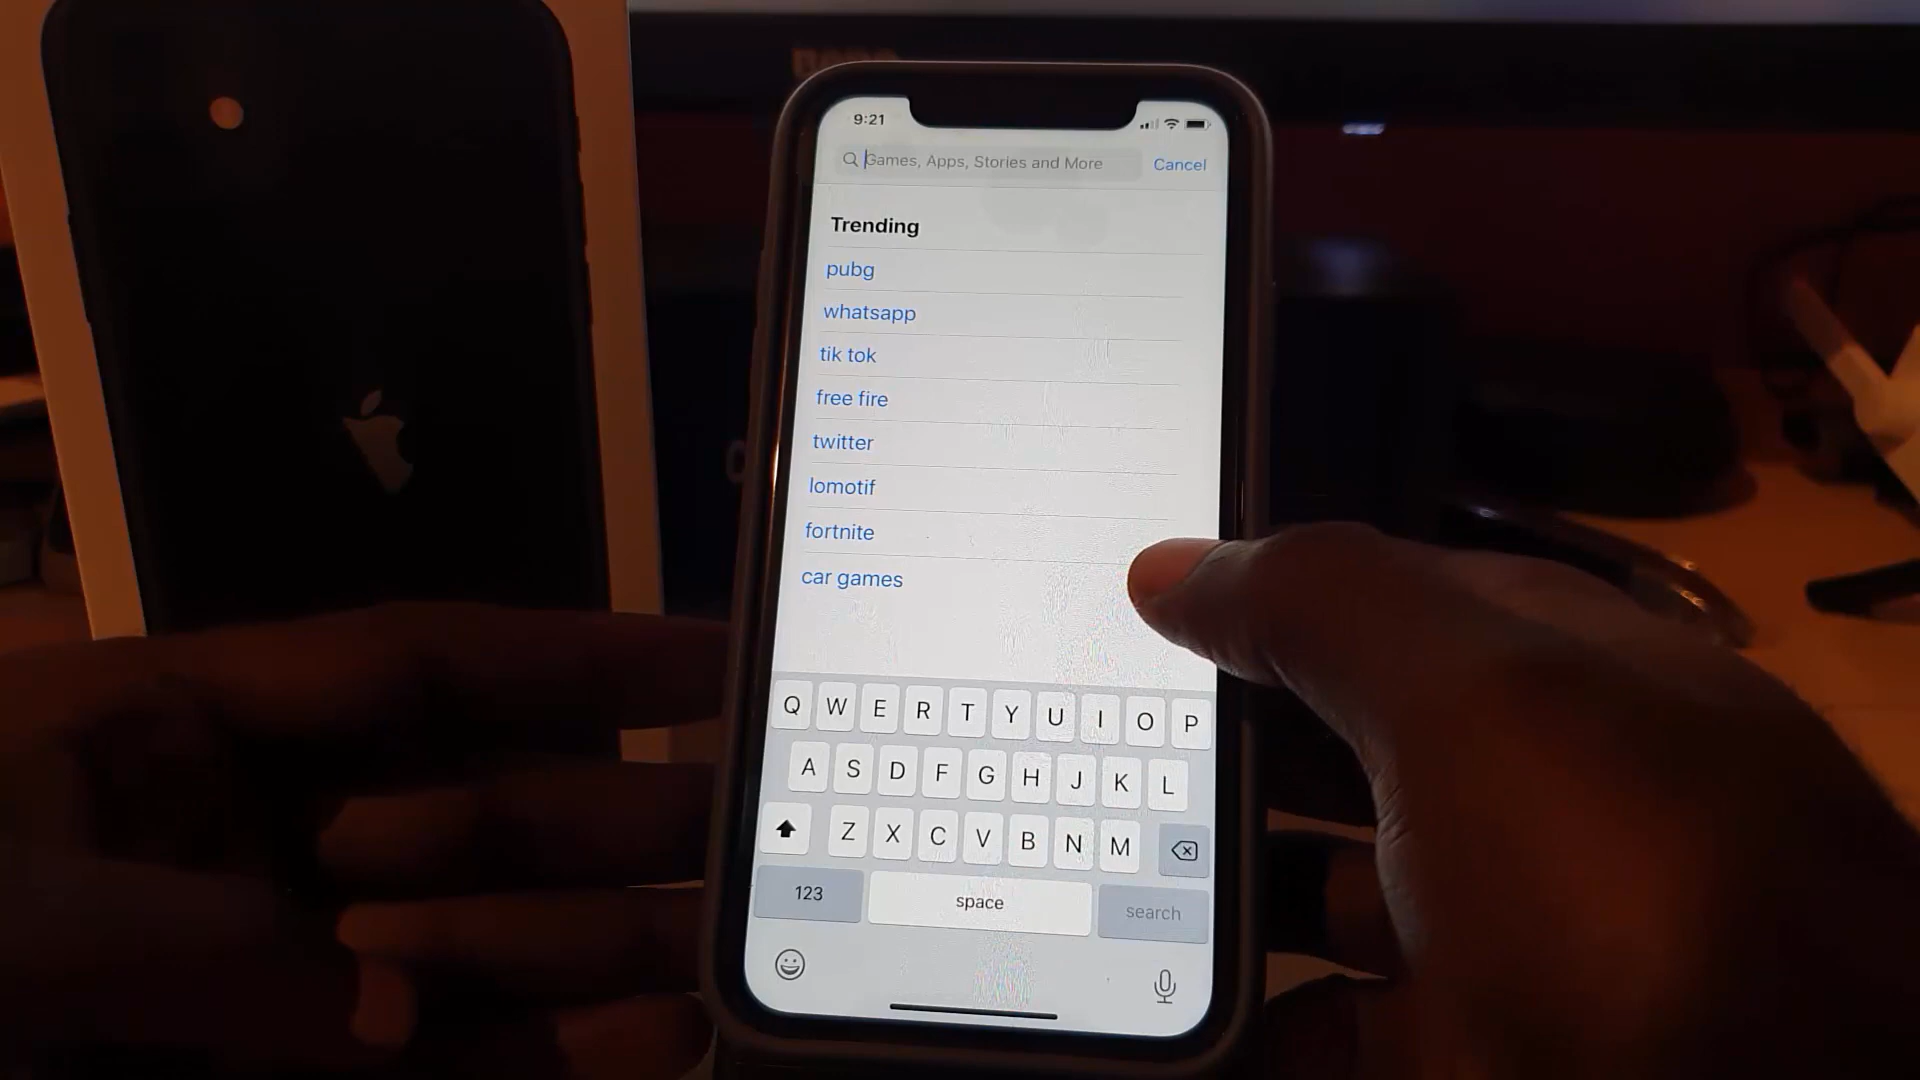 9:21
Games, Apps, Stories and More
Cancel
Trending
pubg
whatsapp
tik tok
free fire
twitter
lomotif
fortnite
car games
Q W E R T Y U I O P
A S D F G H J K L
Z X C V B N M
123 space search